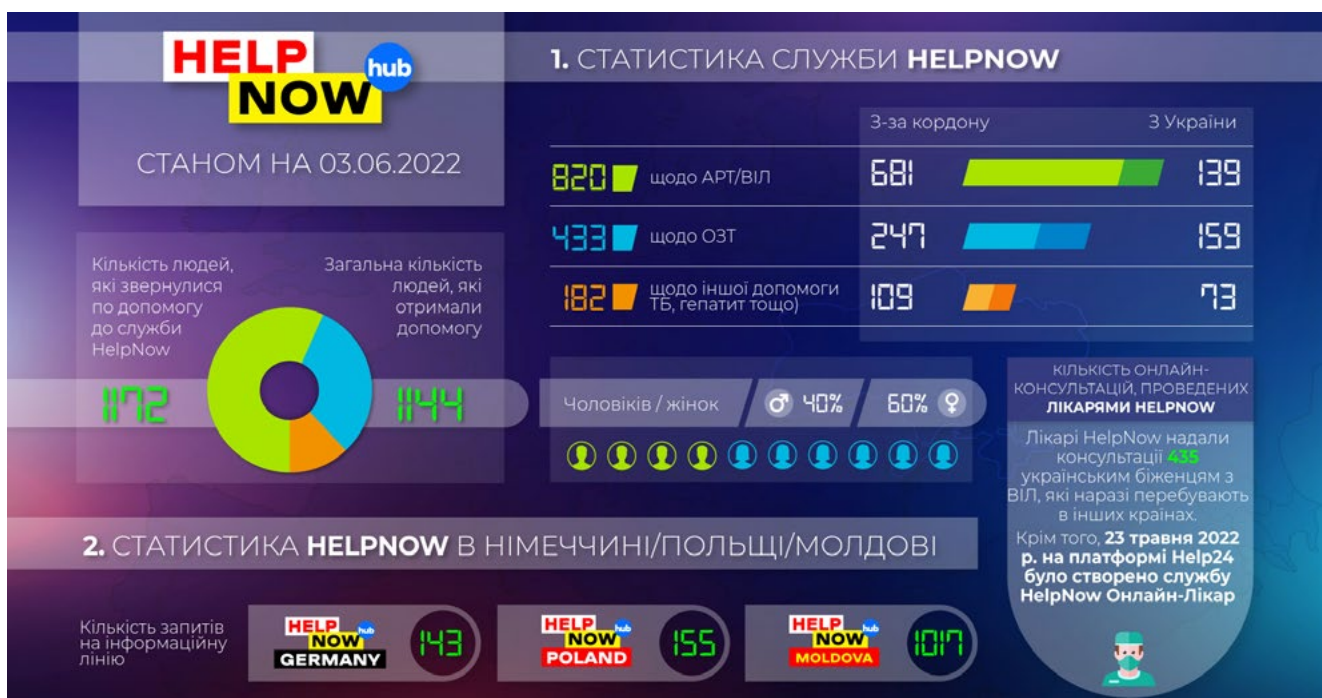 HELP
NOW
hub
СТАНОМ НА 03.06.2022
Кількість людей,
які звернулися
по допомогу
до служби
HelpNow
1172
Загальна кількість
людей, які
отримали
допомогу
1144
1. СТАТИСТИКА СЛУЖБИ HELPNOW
З-за кордону
З України
820 щодо АРТ/ВІЛ 681 139
433 щодо ОЗТ 247 159
182 щодо іншої допомоги
ТБ, гепатит тощо) 109 73
Чоловіків / жінок 40% 60%
КІЛЬКІСТЬ ОНЛАЙН-
КОНСУЛЬТАЦІЙ, ПРОВЕДЕНИХ
ЛІКАРЯМИ HELPNOW
Лікарі HelpNow надали
консультації 435
українським біженцям з
ВІЛ, які наразі перебувають
в інших країнах.
Крім того, 23 травня 2022
р. на платформі Help24
було створено службу
HelpNow Онлайн-Лікар
2. СТАТИСТИКА HELPNOW В НІМЕЧЧИНІ/ПОЛЬЩІ/МОЛДОВІ
Кількість запитів
на інформаційну
лінію
HELP
NOW
hub
GERMANY
143
HELP
NOW
hub
POLAND
155
HELP
NOW
hub
MOLDOVA
1017